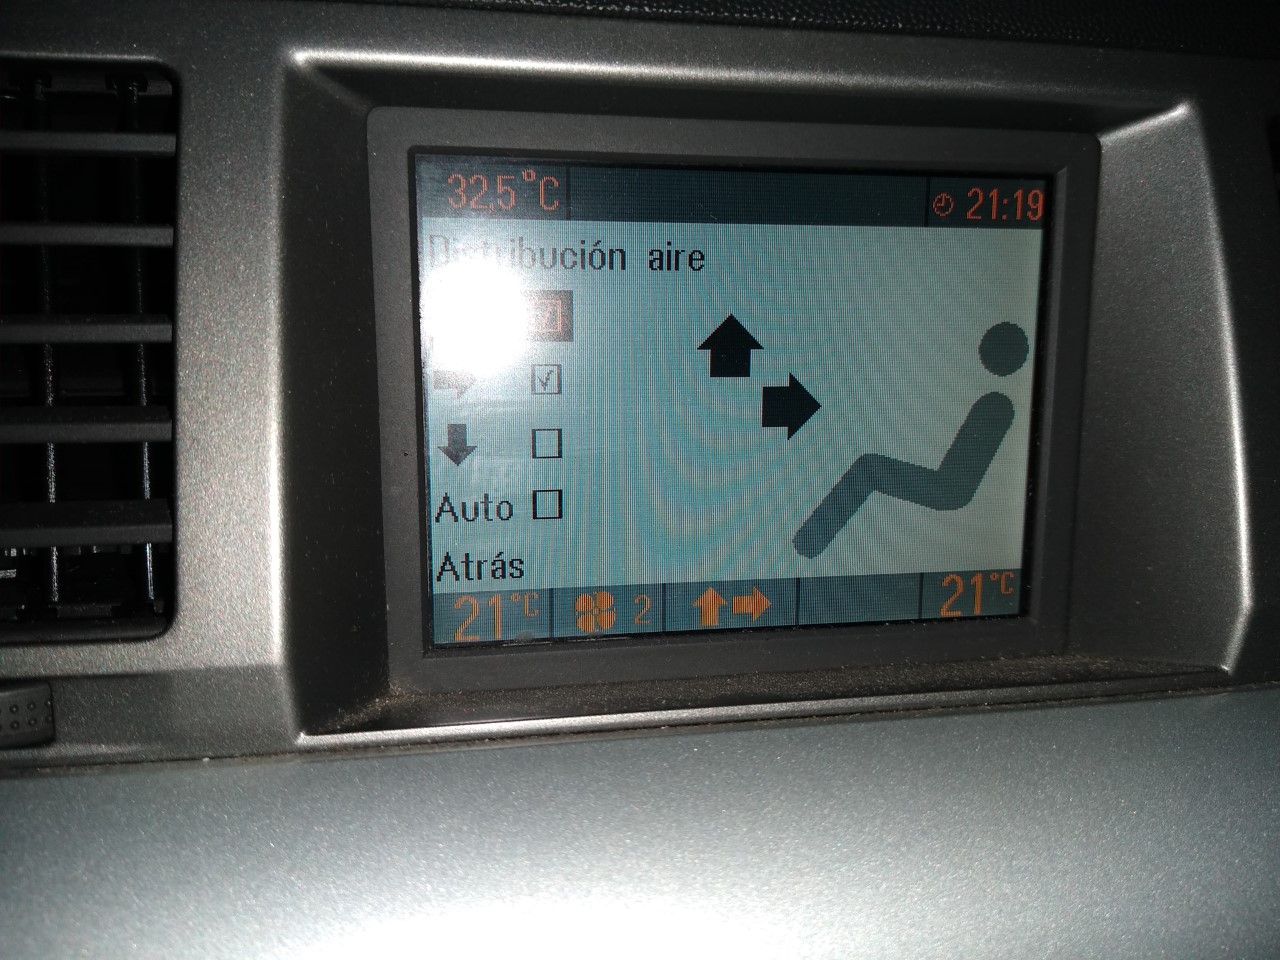 32,5°C
21:19
Distribución aire
Auto
Atrás
21°C
2
21°C